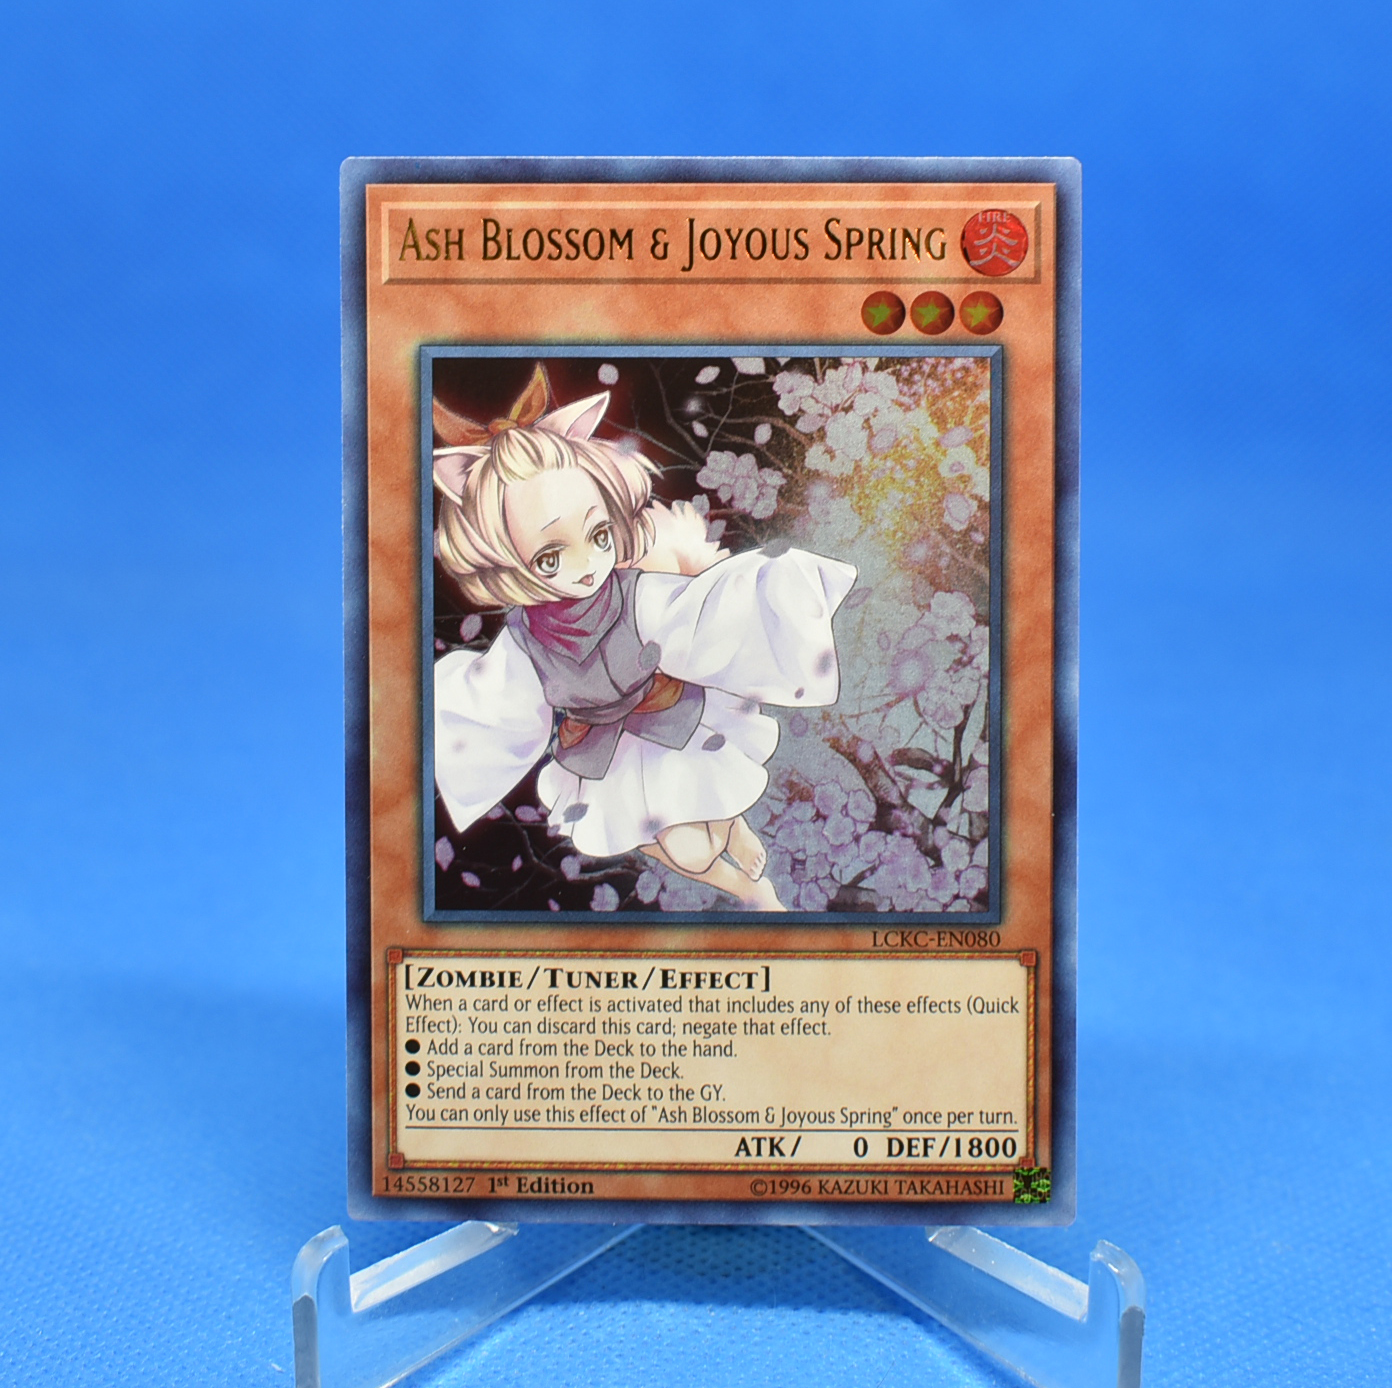 ASH BLOSSOM & JOYOUS SPRING
FIRE
炎
LCKC-EN080
[ZOMBIE/TUNER/EFFECT]
When a card or effect is activated that includes any of these effects (Quick
Effect): You can discard this card; negate that effect.
● Add a card from the Deck to the hand.
● Special Summon from the Deck.
● Send a card from the Deck to the GY.
You can only use this effect of "Ash Blossom & Joyous Spring" once per turn.
ATK/ 0 DEF/1800
14558127 1st Edition ©1996 KAZUKI TAKAHASHI